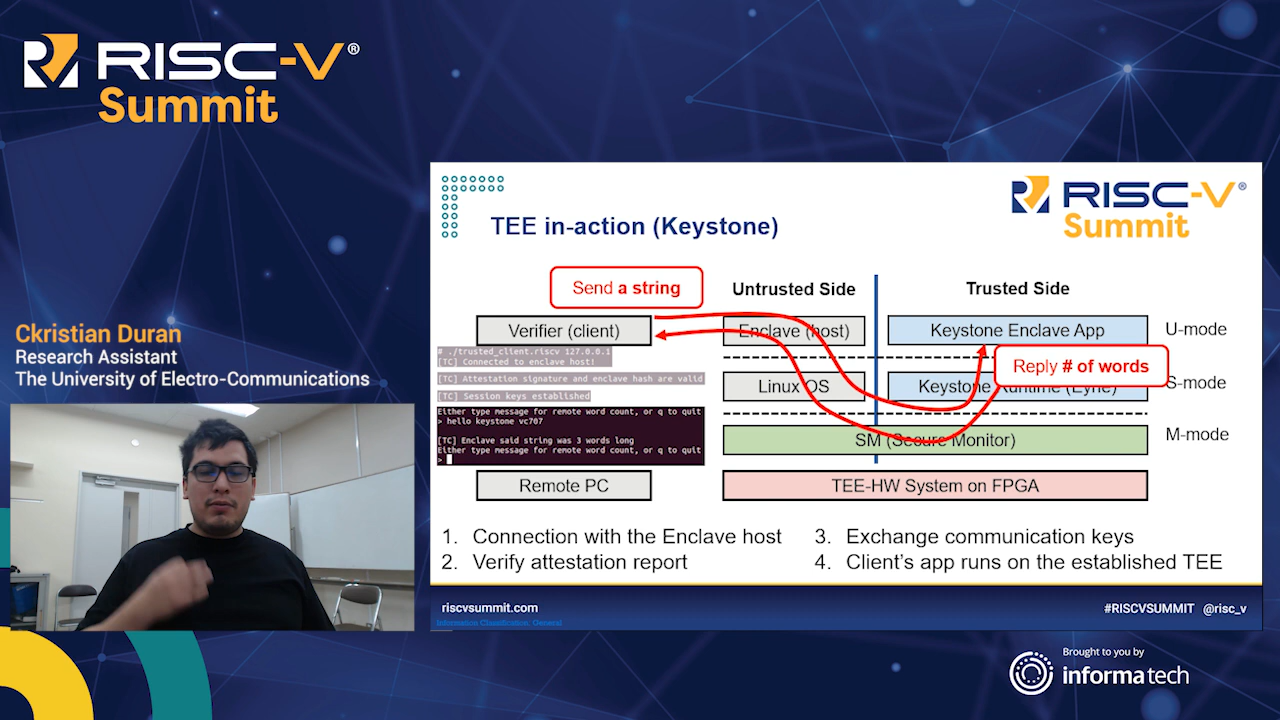 RISC-V®
Summit
Ckristian Duran
Research Assistant
The University of Electro-Communications
RISC-V®
Summit
TEE in-action (Keystone)
Send a string
Untrusted Side
Trusted Side
Verifier (client)
Enclave (host)
Keystone Enclave App
U-mode
# ./trusted_client.riscv 127.0.0.1
[TC] Connected to enclave host!
[TC] Attestation signature and enclave hash are valid
[TC] Session keys established
Either type message for remote word count, or q to quit
> hello keystone vc707
[TC] Enclave said string was 3 words long
Either type message for remote word count, or q to quit
>
Reply # of words
Linux OS
Keystone Runtime (Eyrie)
S-mode
SM (Secure Monitor)
M-mode
Remote PC
TEE-HW System on FPGA
1. Connection with the Enclave host
2. Verify attestation report
3. Exchange communication keys
4. Client's app runs on the established TEE
riscvsummit.com
#RISCVSUMMIT @risc_v
Information Classification: General
Brought to you by
informa tech